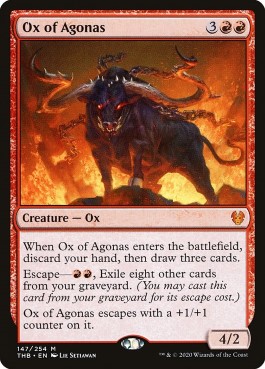 Ox of Agonas 3
Creature — Ox
When Ox of Agonas enters the battlefield,
discard your hand, then draw three cards.
Escape—, Exile eight other cards
from your graveyard. (You may cast this
card from your graveyard for its escape cost.)
Ox of Agonas escapes with a +1/+1
counter on it.
4/2
147/254 M
THB • EN Lie Setiawan
™ & © 2020 Wizards of the Coast